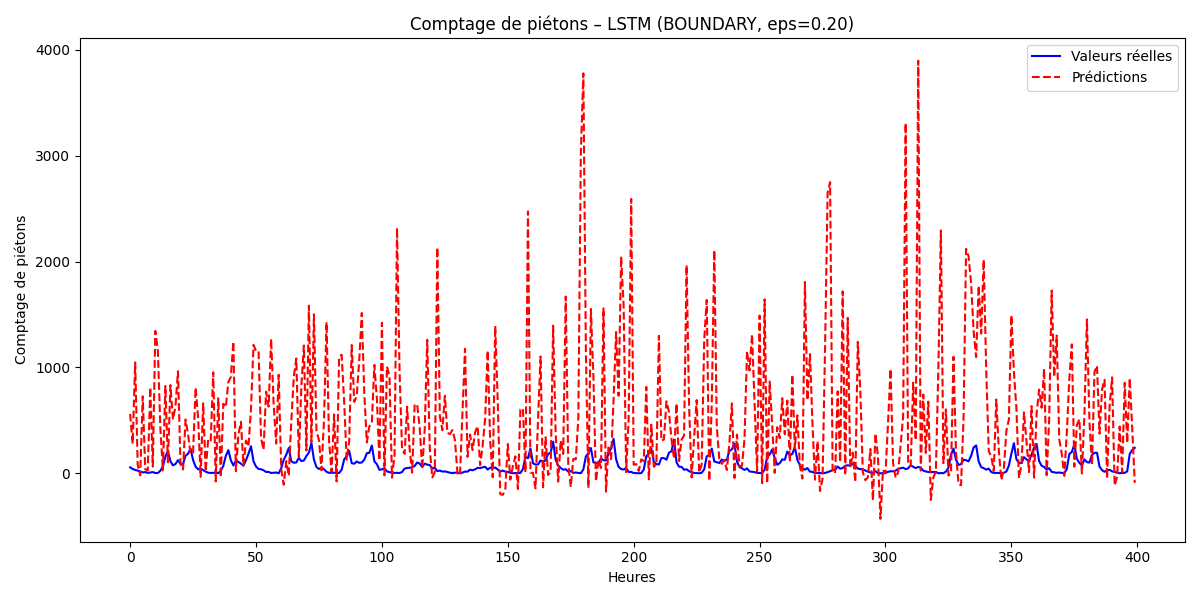 Comptage de piétons – LSTM (BOUNDARY, eps=0.20)
Valeurs réelles
Prédictions
Comptage de piétons
4000
3000
2000
1000
0
0 50 100 150 200 250 300 350 400
Heures